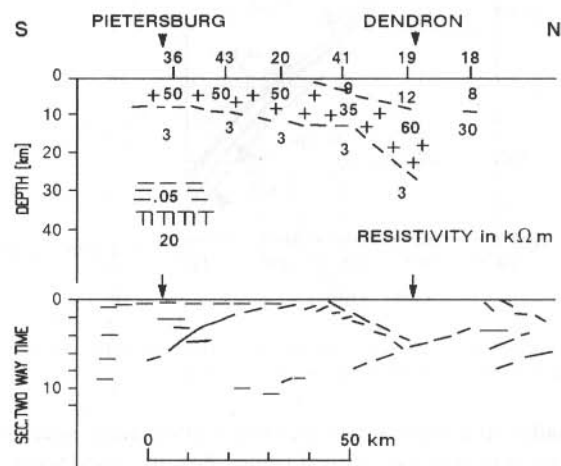 S PIETERSBURG DENDRON N
36 43 20 41 19 18
0
10
20
30
40
DEPTH [km]
50 50 50 9 12 8
35 60 30
3 3 3 3
3
.05
20
RESISTIVITY in kΩm
0
10
SEC.TWO WAY TIME
0 50 km